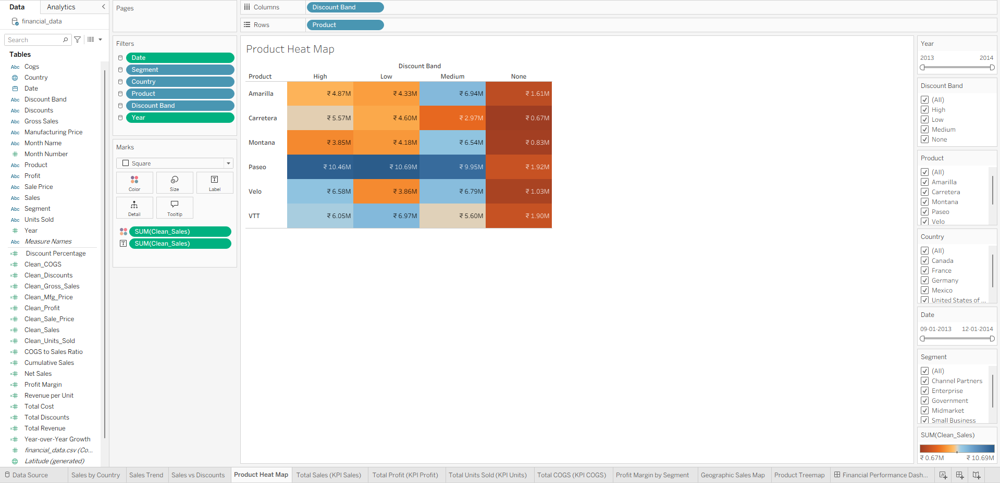 Data
Analytics
financial_data
Search
Tables
Abc Cogs
Country
Date
Abc Discount Band
Abc Discounts
Abc Gross Sales
Abc Manufacturing Price
Abc Month Name
# Month Number
Abc Product
Abc Profit
Abc Sale Price
Abc Sales
Abc Segment
Abc Units Sold
# Year
Abc Measure Names
=# Discount Percentage
=# Clean_COGS
=# Clean_Discounts
=# Clean_Gross_Sales
=# Clean_Mfg_Price
=# Clean_Profit
=# Clean_Sale_Price
=# Clean_Sales
=# Clean_Units_Sold
=# COGS to Sales Ratio
=# Cumulative Sales
=# Net Sales
=# Profit Margin
=# Revenue per Unit
=# Total Cost
=# Total Discounts
=# Total Revenue
=# Year-over-Year Growth
# financial_data.csv (Co...
Latitude (generated)
Pages
Filters
Date
Segment
Country
Product
Discount Band
Year
Marks
Square
Color Size Label
Detail Tooltip
SUM(Clean_Sales)
SUM(Clean_Sales)
Columns Discount Band
Rows Product
Product Heat Map
Discount Band
Product High Low Medium None
Amarilla ₹ 4.87M ₹ 4.33M ₹ 6.94M ₹ 1.61M
Carretera ₹ 5.57M ₹ 4.60M ₹ 2.97M ₹ 0.67M
Montana ₹ 3.85M ₹ 4.18M ₹ 6.54M ₹ 0.83M
Paseo ₹ 10.46M ₹ 10.69M ₹ 9.95M ₹ 1.92M
Velo ₹ 6.58M ₹ 3.86M ₹ 6.79M ₹ 1.03M
VTT ₹ 6.05M ₹ 6.97M ₹ 5.60M ₹ 1.90M
Year
2013 2014
Discount Band
(All)
High
Low
Medium
None
Product
(All)
Amarilla
Carretera
Montana
Paseo
Velo
Country
(All)
Canada
France
Germany
Mexico
United States of ...
Date
09-01-2013 12-01-2014
Segment
(All)
Channel Partners
Enterprise
Government
Midmarket
Small Business
SUM(Clean_Sales)
₹ 0.67M ₹ 10.69M
Data Source Sales by Country Sales Trend Sales vs Discounts Product Heat Map Total Sales (KPI Sales) Total Profit (KPI Profit) Total Units Sold (KPI Units) Total COGS (KPI COGS) Profit Margin by Segment Geographic Sales Map Product Treemap Financial Performance Dash...